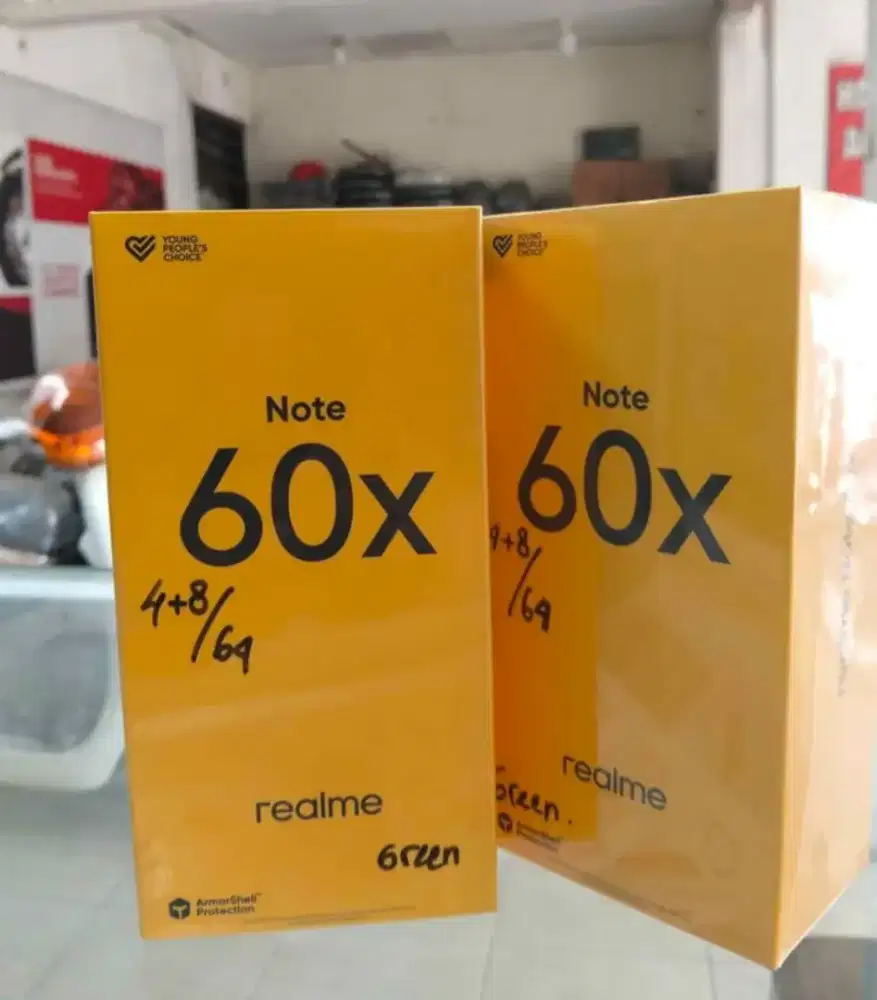 YOUNG
PEOPLE'S
CHOICE
Note
60x
4+8/
64
realme
Green
ArmorShell™
Protection
YOUNG
PEOPLE'S
CHOICE
Note
60x
4+8/
64
realme
Green.
ArmorShell
Protection